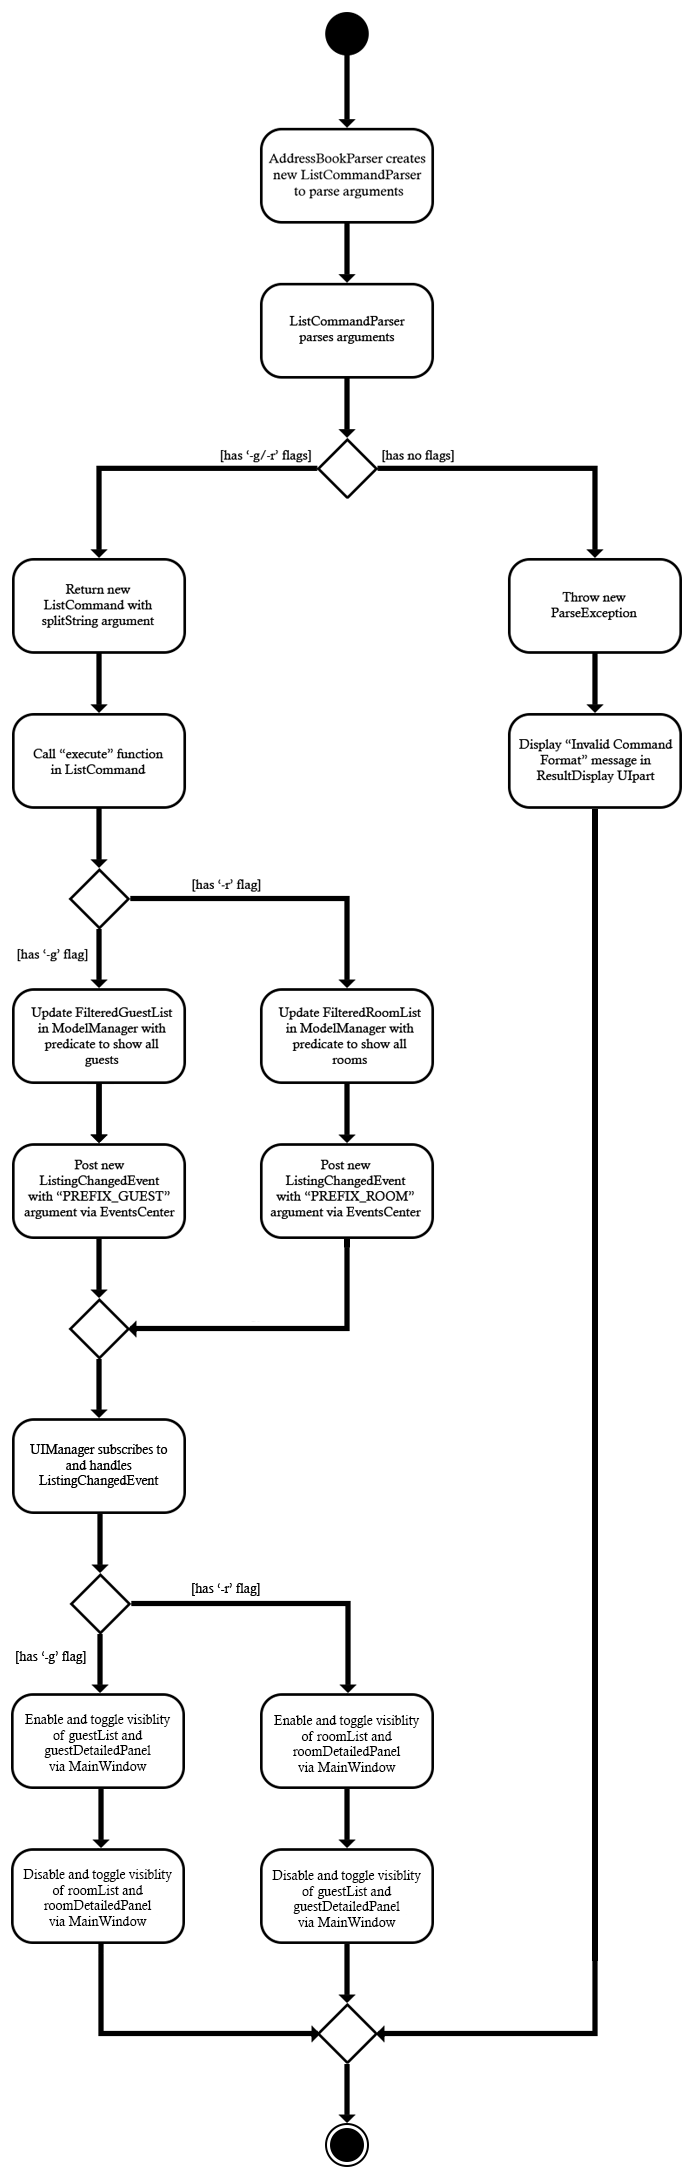 AddressBookParser creates
new ListCommandParser
to parse arguments
ListCommandParser
parses arguments
[has ‘-g/-r’ flags]
[has no flags]
Return new
ListCommand with
splitString argument
Throw new
ParseException
Call “execute” function
in ListCommand
Display “Invalid Command
Format” message in
ResultDisplay UIpart
[has ‘-r’ flag]
[has ‘-g’ flag]
Update FilteredGuestList
in ModelManager with
predicate to show all
guests
Update FilteredRoomList
in ModelManager with
predicate to show all
rooms
Post new
ListingChangedEvent
with “PREFIX_GUEST”
argument via EventsCenter
Post new
ListingChangedEvent
with “PREFIX_ROOM”
argument via EventsCenter
UIManager subscribes to
and handles
ListingChangedEvent
[has ‘-r’ flag]
[has ‘-g’ flag]
Enable and toggle visiblity
of guestList and
guestDetailedPanel
via MainWindow
Enable and toggle visiblity
of roomList and
roomDetailedPanel
via MainWindow
Disable and toggle visiblity
of roomList and
roomDetailedPanel
via MainWindow
Disable and toggle visiblity
of guestList and
guestDetailedPanel
via MainWindow